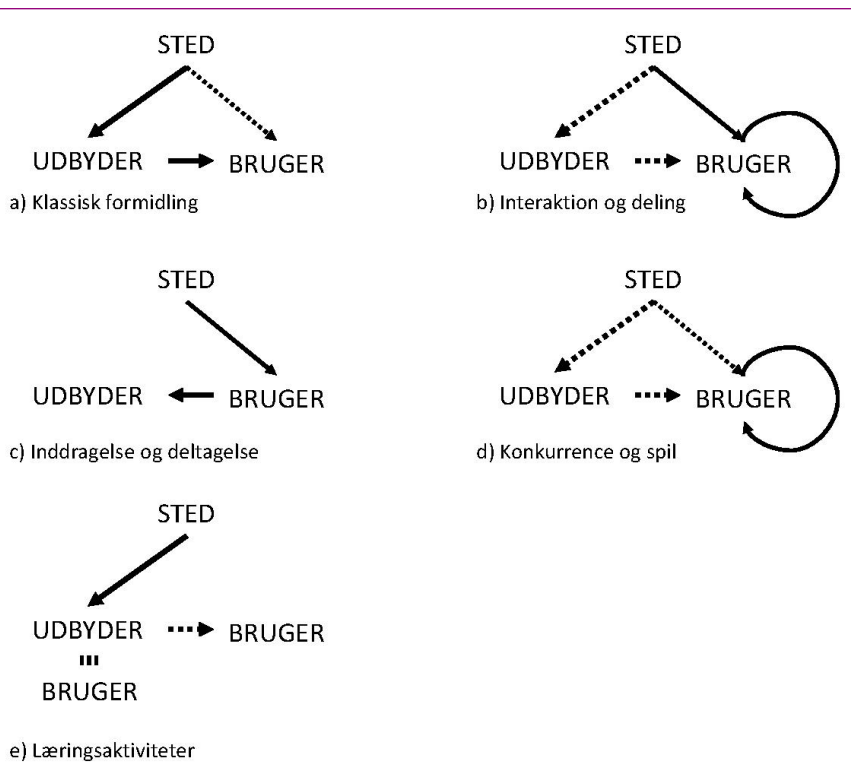 STED
UDBYDER BRUGER
a) Klassisk formidling
STED
UDBYDER BRUGER
b) Interaktion og deling
STED
UDBYDER BRUGER
c) Inddragelse og deltagelse
STED
UDBYDER BRUGER
d) Konkurrence og spil
STED
UDBYDER BRUGER
BRUGER
e) Læringsaktiviteter